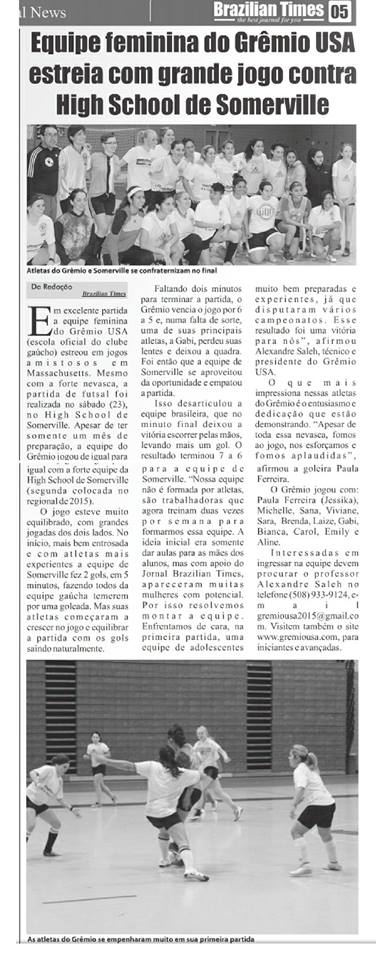 al News
Brazilian Times
the best journal for you
05
Equipe feminina do Grêmio USA
estreia com grande jogo contra
High School de Somerville
Atletas do Grêmio e Somerville se confraternizam no final
Da Redação
Brazilian Times
Em excelente partida
a equipe feminina
do Grêmio USA
(escola oficial do clube
gaúcho) estreou em jogos
amistosos em
Massachusetts. Mesmo
com a forte nevasca, a
partida de futsal foi
realizada no sábado (23),
no High School de
Somerville. Apesar de ter
somente um mês de
preparação, a equipe do
Grêmio jogou de igual para
igual com a forte equipe da
High School de Somerville
(segunda colocada no
regional de 2015).
O jogo esteve muito
equilibrado, com grandes
jogadas dos dois lados. No
início, mais bem entrosada
e com atletas mais
experientes a equipe de
Somerville fez 2 gols, em 5
minutos, fazendo todos da
equipe gaúcha temerem
por uma goleada. Mas suas
atletas começaram a
crescer no jogo e equilibrar
a partida com os gols
saindo naturalmente.
Faltando dois minutos
para terminar a partida, o
Grêmio vencia o jogo por 6
a 5 e, numa falta de sorte,
uma de suas principais
atletas, a Gabi, perdeu suas
lentes e deixou a quadra.
Foi então que a equipe de
Somerville se aproveitou
da oportunidade e empatou
a partida.
Isso desarticulou a
equipe brasileira, que no
minuto final deixou a
vitória escorrer pelas mãos,
levando mais um gol. O
resultado terminou 7 a 6
para a equipe de
Somerville. “Nossa equipe
não é formada por atletas,
são trabalhadoras que
agora treinam duas vezes
por semana para
formarmos essa equipe. A
ideia inicial era somente
dar aulas para as mães dos
alunos, mas com apoio do
Jornal Brazilian Times,
apareceram muitas
mulheres com potencial.
Por isso resolvemos
montar a equipe.
Enfrentamos de cara, na
primeira partida, uma
equipe de adolescentes
muito bem preparadas e
experientes, já que
disputaram vários
campeonatos. Esse
resultado foi uma vitória
para nós”, afirmou
Alexandre Saleh, técnico e
presidente do Grêmio
USA.
O que mais
impressiona nessas atletas
do Grêmio é o entusiasmo e
dedicação que estão
demonstrando. “Apesar de
toda essa nevasca, fomos
ao jogo, nos esforçamos e
fomos aplaudidas”,
afirmou a goleira Paula
Ferreira.
O Grêmio jogou com:
Paula Ferreira (Jessika),
Michelle, Sana, Viviane,
Sara, Brenda, Laize, Gabi,
Bianca, Carol, Emily e
Aline.
Interessadas em
ingressar na equipe devem
procurar o professor
Alexandre Saleh no
telefone (508) 933-9124, e-
mail
gremiousa2015@gmail.co
m. Visitem também o site
www.gremiousa.com, para
iniciantes e avançadas.
As atletas do Grêmio se empenharam muito em sua primeira partida